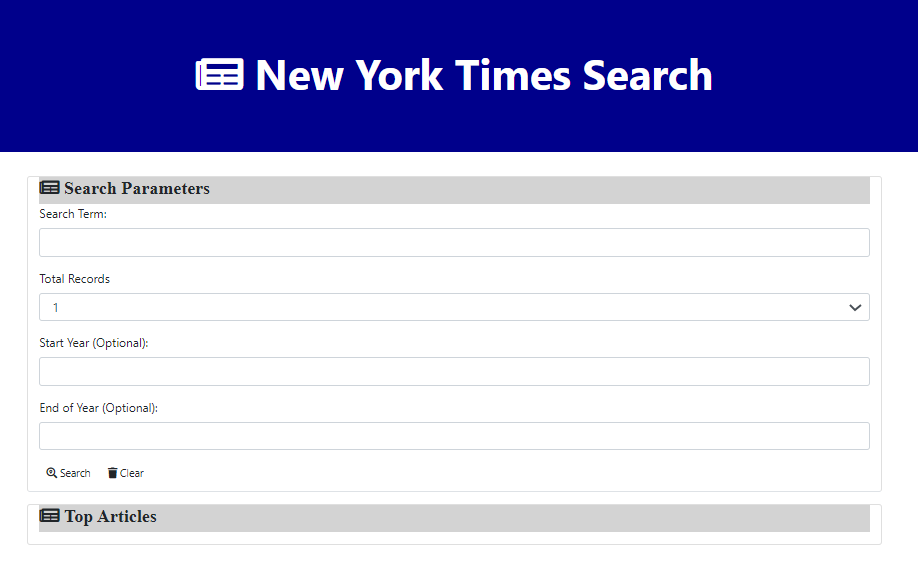 New York Times Search
Search Parameters
Search Term:
Total Records
1
Start Year (Optional):
End of Year (Optional):
Search Clear
Top Articles